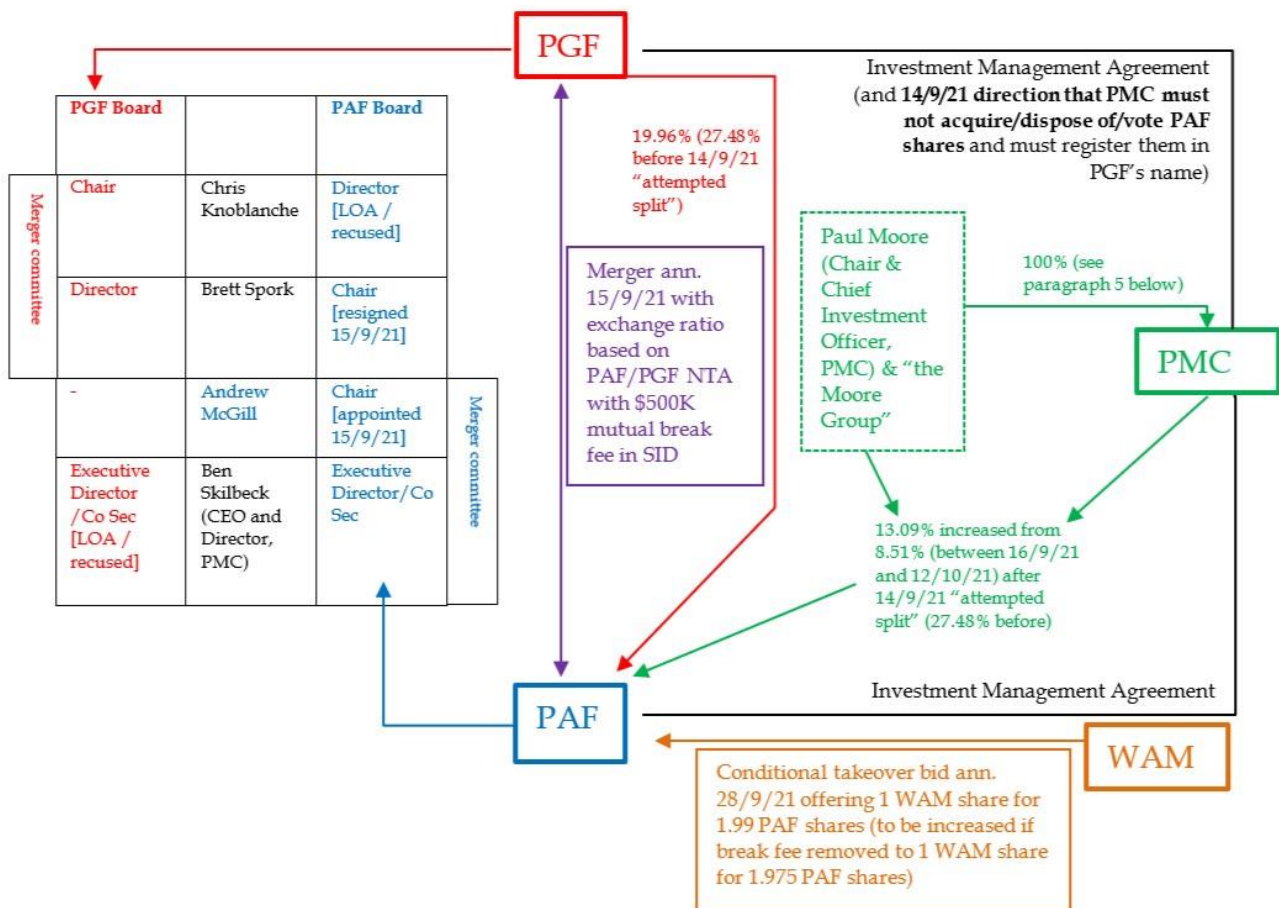 PGF
Investment Management Agreement
(and 14/9/21 direction that PMC must
not acquire/dispose of/vote PAF
shares and must register them in
PGF's name)
PGF Board
PAF Board
Merger committee
Chair
Chris
Knoblanche
Director
[LOA /
recused]
Director
Brett Spork
Chair
[resigned
15/9/21]
-
Andrew
McGill
Chair
[appointed
15/9/21]
Merger committee
Executive
Director
/Co Sec
[LOA /
recused]
Ben
Skilbeck
(CEO and
Director,
PMC)
Executive
Director/Co
Sec
19.96% (27.48%
before 14/9/21
“attempted
split”)
Merger ann.
15/9/21 with
exchange ratio
based on
PAF/PGF NTA
with $500K
mutual break
fee in SID
Paul Moore
(Chair &
Chief
Investment
Officer,
PMC) & “the
Moore
Group”
100% (see
paragraph 5 below)
PMC
13.09% increased from
8.51% (between 16/9/21
and 12/10/21) after
14/9/21 “attempted
split” (27.48% before)
Investment Management Agreement
PAF
WAM
Conditional takeover bid ann.
28/9/21 offering 1 WAM share for
1.99 PAF shares (to be increased if
break fee removed to 1 WAM share
for 1.975 PAF shares)